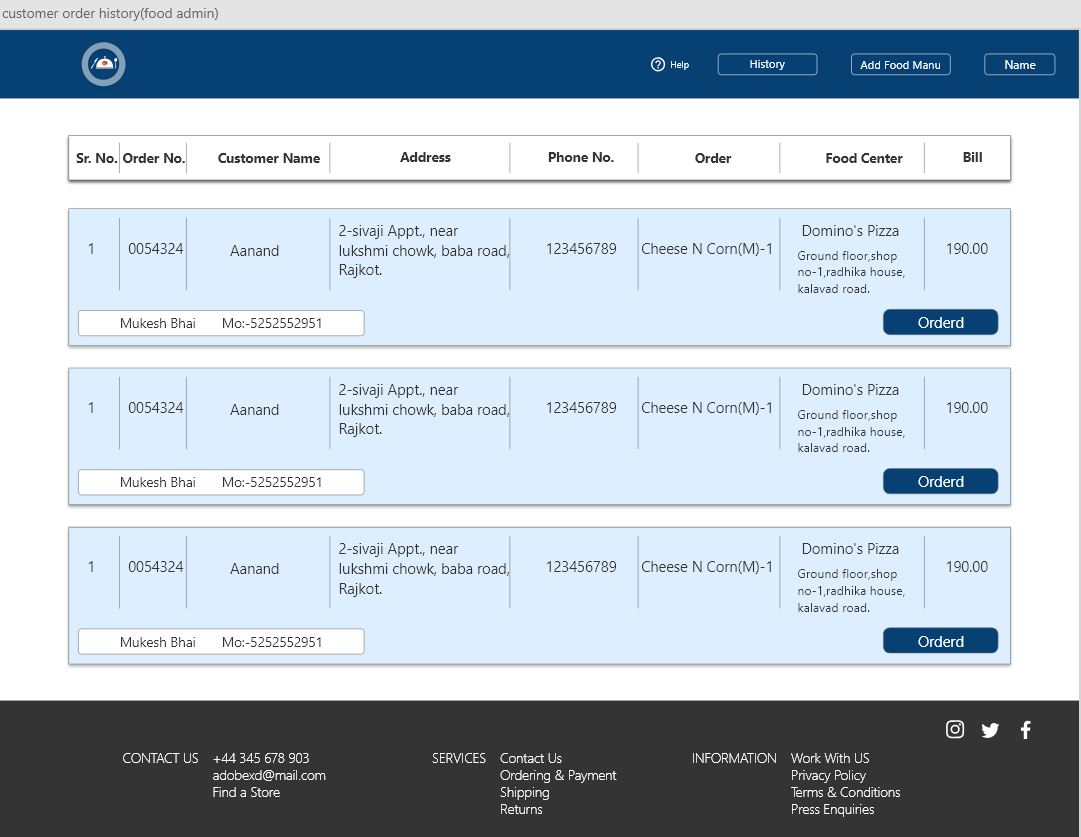 customer order history(food admin)
Help
History
Add Food Manu
Name
Sr. No. Order No. Customer Name Address Phone No. Order Food Center Bill
1 0054324 Aanand
2-sivaji Appt., near
lukshmi chowk, baba road,
Rajkot.
123456789
Cheese N Corn(M)-1
Domino's Pizza
Ground floor,shop
no-1,radhika house,
kalavad road.
190.00
Mukesh Bhai Mo:-5252552951
Orderd
1 0054324 Aanand
2-sivaji Appt., near
lukshmi chowk, baba road,
Rajkot.
123456789
Cheese N Corn(M)-1
Domino's Pizza
Ground floor,shop
no-1,radhika house,
kalavad road.
190.00
Mukesh Bhai Mo:-5252552951
Orderd
1 0054324 Aanand
2-sivaji Appt., near
lukshmi chowk, baba road,
Rajkot.
123456789
Cheese N Corn(M)-1
Domino's Pizza
Ground floor,shop
no-1,radhika house,
kalavad road.
190.00
Mukesh Bhai Mo:-5252552951
Orderd
CONTACT US
+44 345 678 903
adobexd@mail.com
Find a Store
SERVICES
Contact Us
Ordering & Payment
Shipping
Returns
INFORMATION
Work With US
Privacy Policy
Terms & Conditions
Press Enquiries